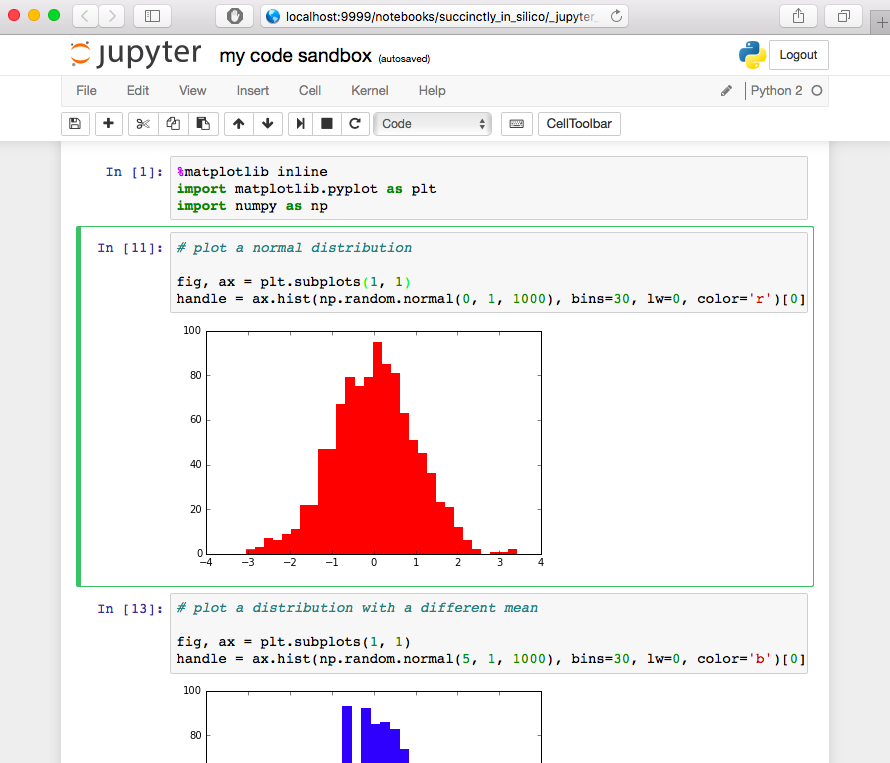 localhost:9999/notebooks/succinctly_in_silico/_jupyter_
jupyter my code sandbox (autosaved) Logout
File Edit View Insert Cell Kernel Help Python 2
Code CellToolbar
In [1]: %matplotlib inline
import matplotlib.pyplot as plt
import numpy as np
In [11]: # plot a normal distribution
fig, ax = plt.subplots(1, 1)
handle = ax.hist(np.random.normal(0, 1, 1000), bins=30, lw=0, color='r')[0]
100
80
60
40
20
0
−4 −3 −2 −1 0 1 2 3 4
In [13]: # plot a distribution with a different mean
fig, ax = plt.subplots(1, 1)
handle = ax.hist(np.random.normal(5, 1, 1000), bins=30, lw=0, color='b')[0]
100
80